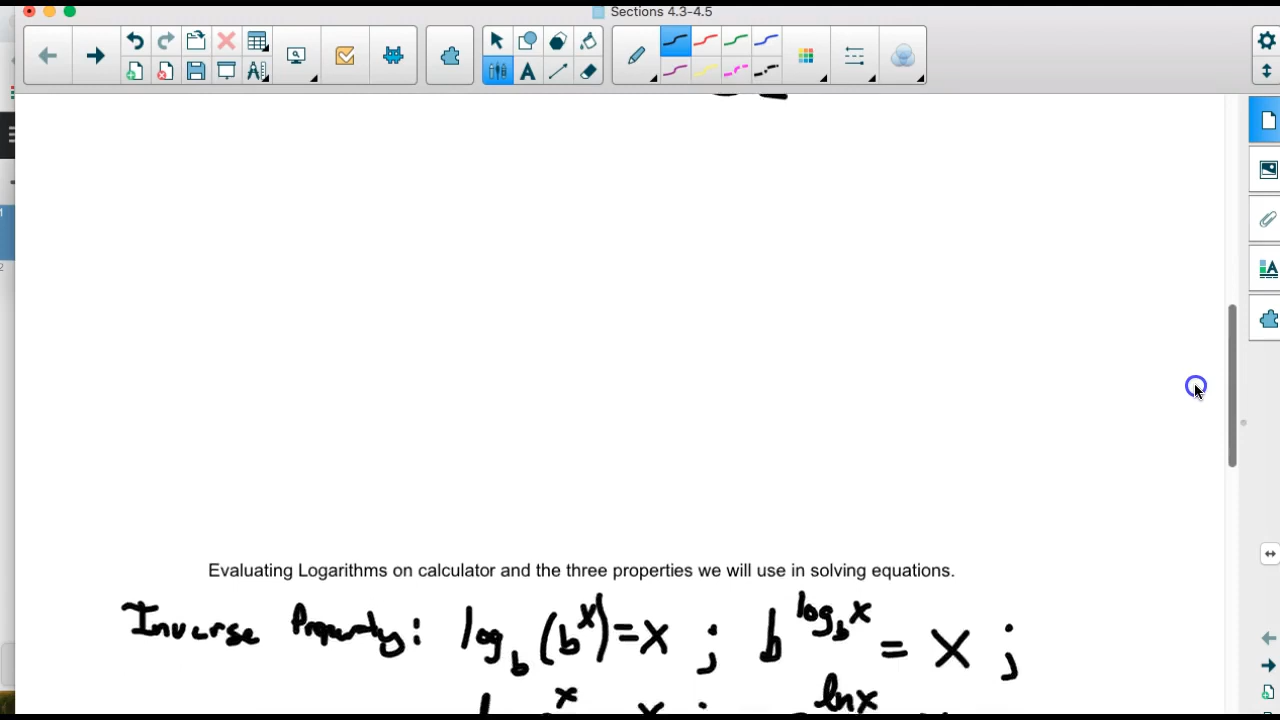 Sections 4.3-4.5
Evaluating Logarithms on calculator and the three properties we will use in solving equations.
Inverse Property: log_b (b^x) = x ; b^(log_b x) = x ;
x x ; ln x